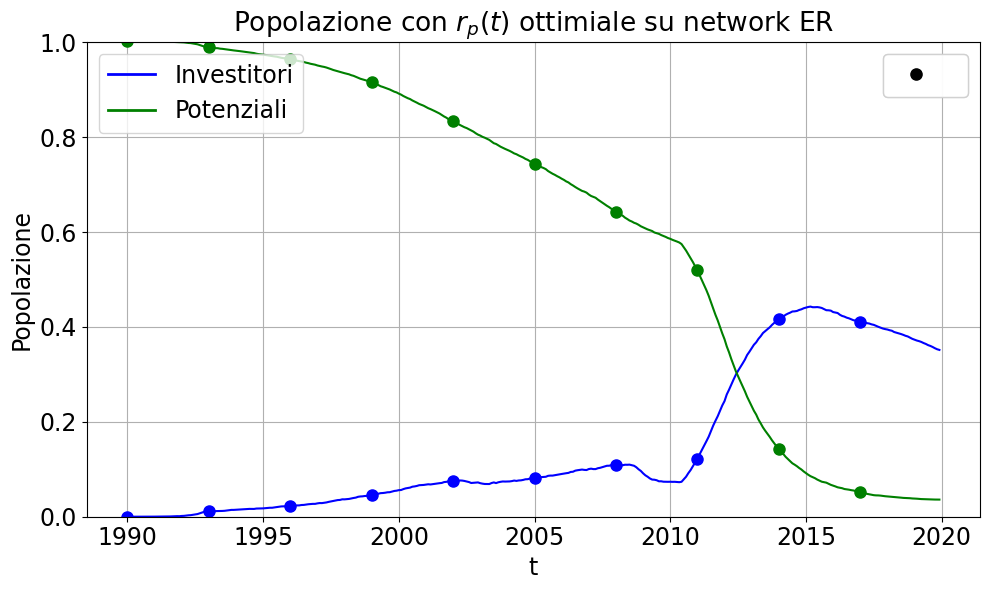 Popolazione con r_p(t) ottimiale su network ER
1.0
0.8
0.6
0.4
0.2
0.0
Popolazione
Investitori
Potenziali
1990
1995
2000
2005
2010
2015
2020
t